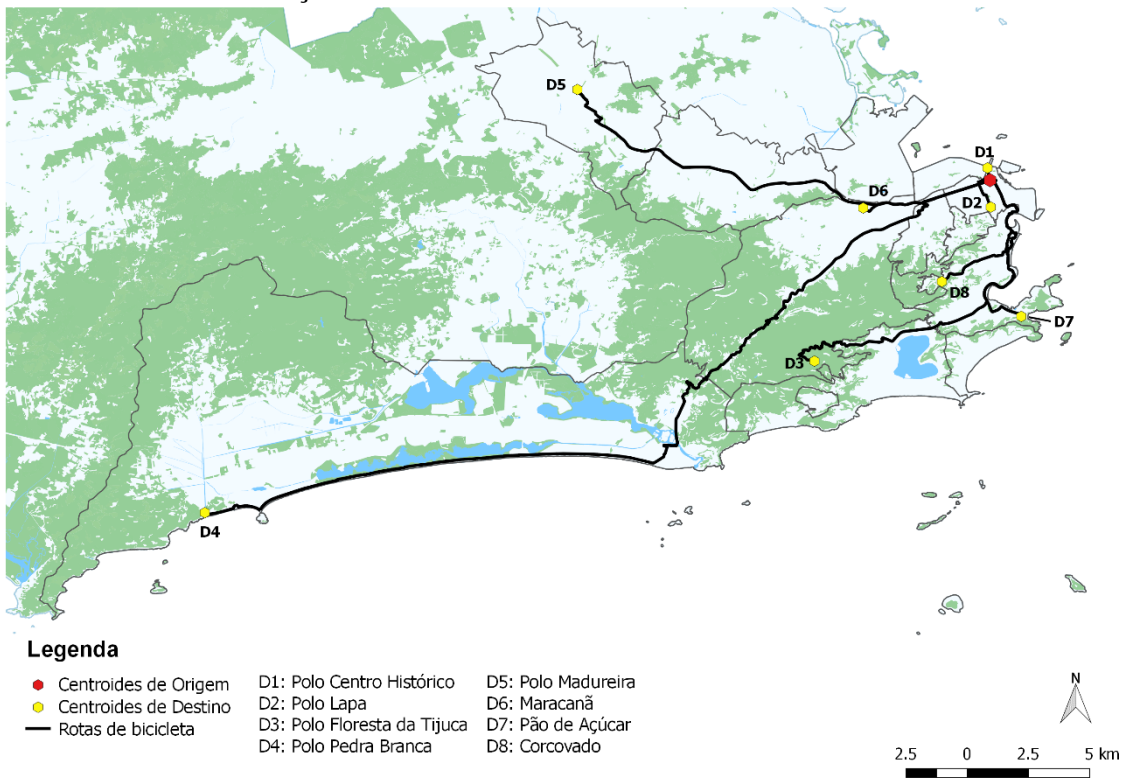 D5
D1
D6
D2
D8
D7
D3
D4
Legenda
Centroides de Origem
Centroides de Destino
Rotas de bicicleta
D1: Polo Centro Histórico
D2: Polo Lapa
D3: Polo Floresta da Tijuca
D4: Polo Pedra Branca
D5: Polo Madureira
D6: Maracanã
D7: Pão de Açúcar
D8: Corcovado
N
2.5 0 2.5 5 km